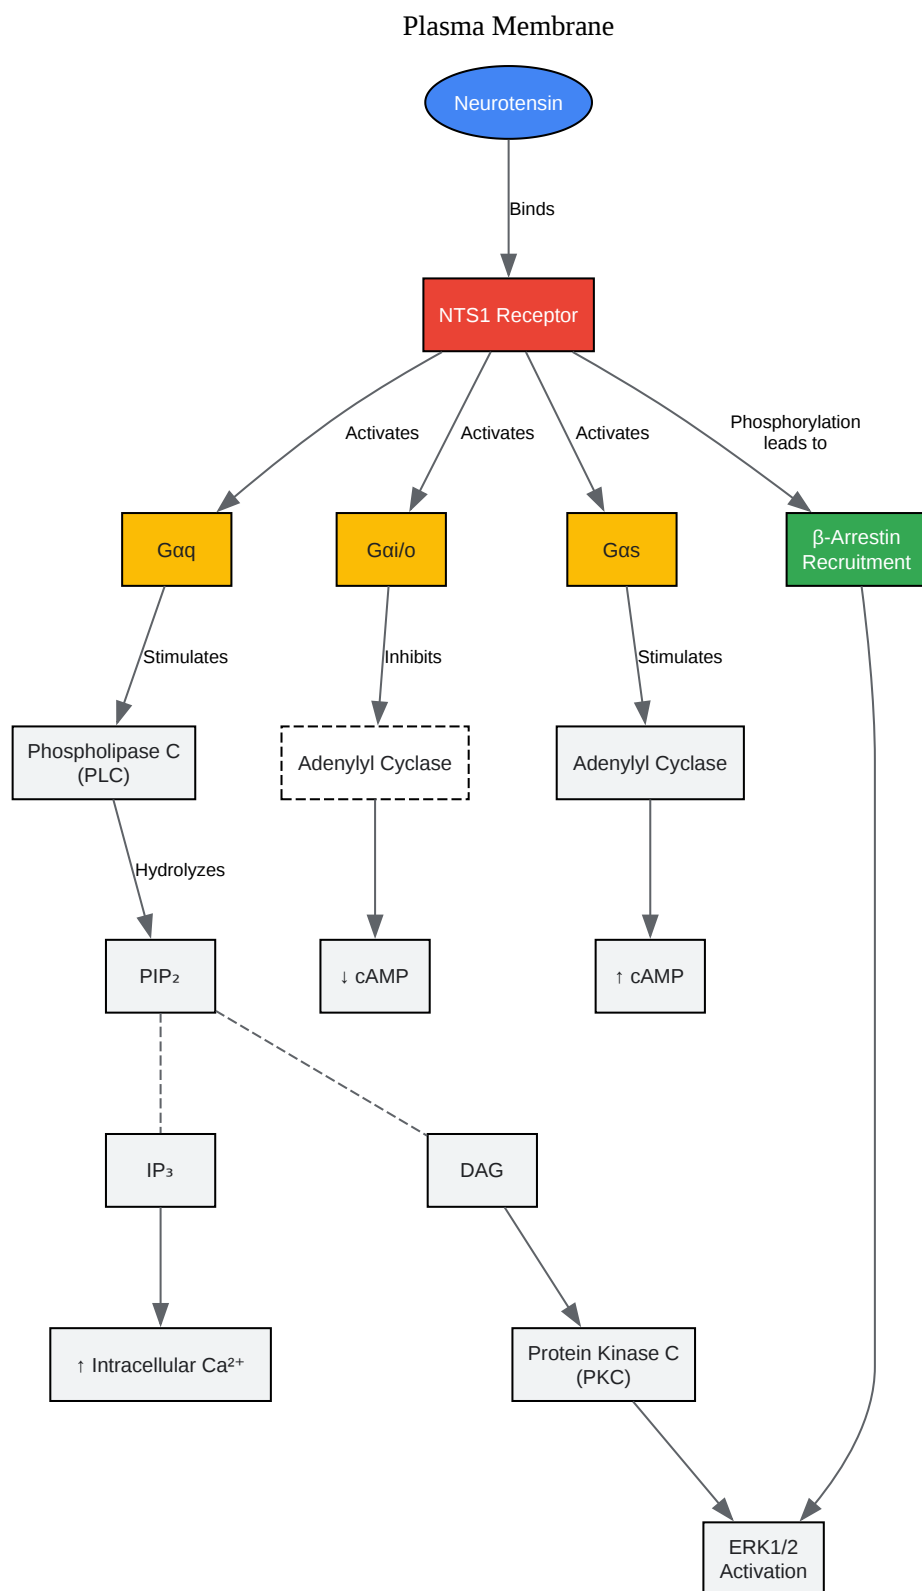 Plasma Membrane
Neurotensin
Binds
NTS1 Receptor
Activates
Activates
Activates
Phosphorylation
leads to
Gαq
Gαi/o
Gαs
β-Arrestin
Recruitment
Stimulates
Inhibits
Stimulates
Phospholipase C
(PLC)
Adenylyl Cyclase
Adenylyl Cyclase
Hydrolyzes
PIP₂
↓ cAMP
↑ cAMP
IP₃
DAG
↑ Intracellular Ca²⁺
Protein Kinase C
(PKC)
ERK1/2
Activation